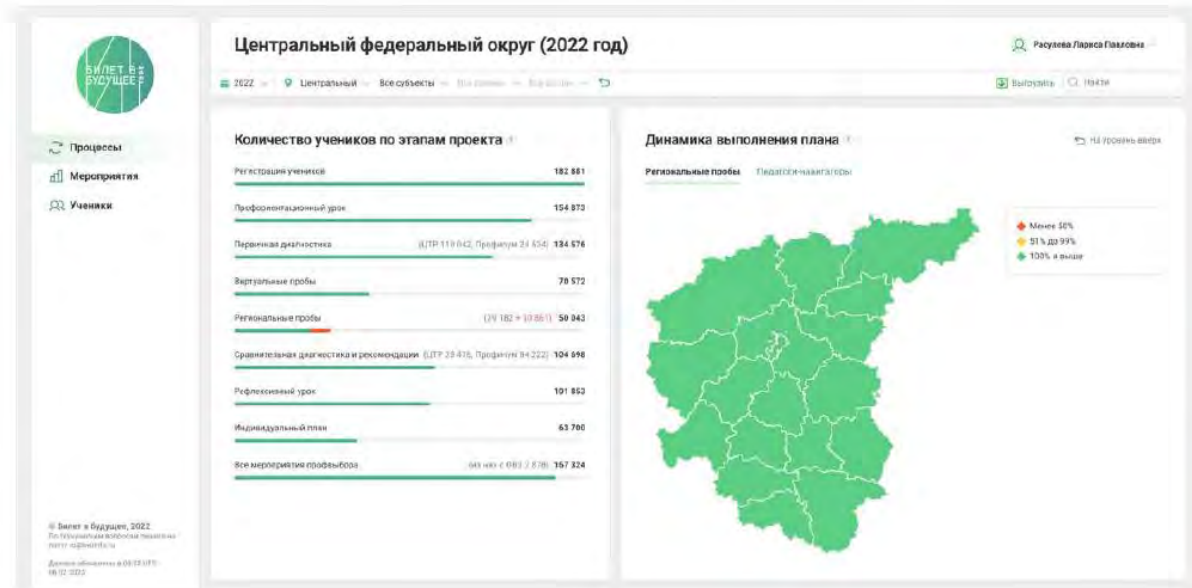 БИЛЕТ В
БУДУЩЕЕ
Процессы
Мероприятия
Ученики
© Билет в будущее, 2022
Центральный федеральный округ (2022 год)
Расулева Лариса Павловна
2022 Центральный Все субъекты
Выгрузить Найти
Количество учеников по этапам проекта
Регистрация учеников 182 881
Профориентационный урок 154 873
Первичная диагностика 134 576
Виртуальные пробы 70 572
Региональные пробы 50 043
Сравнительная диагностика и рекомендации 104 698
Рефлексивный урок 101 853
Индивидуальный план 63 700
Все мероприятия профвыбора 167 324
Динамика выполнения плана
На уровень вверх
Региональные пробы Педагоги-навигаторы
Менее 50%
51% до 99%
100% и выше